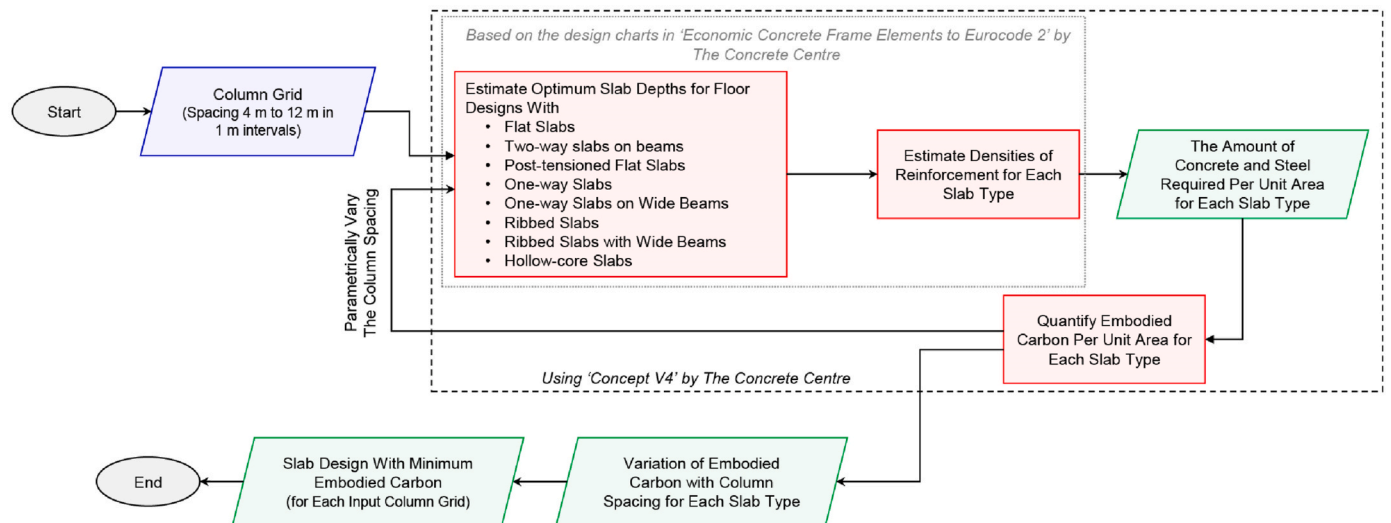 Start
Column Grid
(Spacing 4 m to 12 m in
1 m intervals)
Based on the design charts in ‘Economic Concrete Frame Elements to Eurocode 2’ by
The Concrete Centre
Estimate Optimum Slab Depths for Floor
Designs With
• Flat Slabs
• Two-way slabs on beams
• Post-tensioned Flat Slabs
• One-way Slabs
• One-way Slabs on Wide Beams
• Ribbed Slabs
• Ribbed Slabs with Wide Beams
• Hollow-core Slabs
Estimate Densities of
Reinforcement for Each
Slab Type
The Amount of
Concrete and Steel
Required Per Unit Area
for Each Slab Type
Parametrically Vary
The Column Spacing
Quantify Embodied
Carbon Per Unit Area for
Each Slab Type
Using ‘Concept V4’ by The Concrete Centre
Variation of Embodied
Carbon with Column
Spacing for Each Slab Type
Slab Design With Minimum
Embodied Carbon
(for Each Input Column Grid)
End